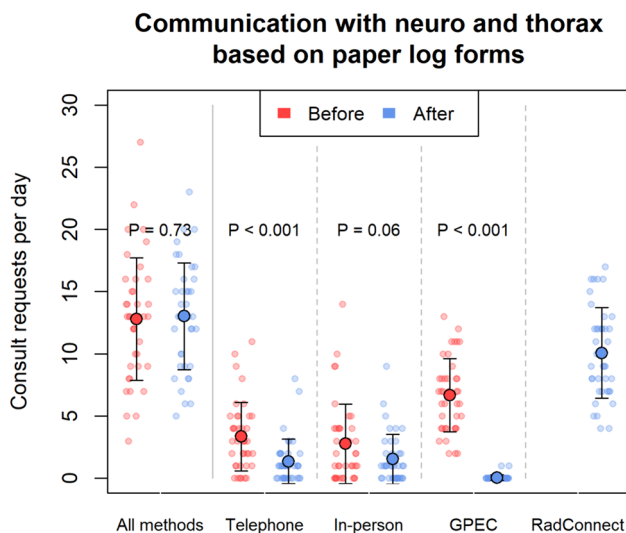 Communication with neuro and thorax
based on paper log forms
Consult requests per day
30
25
20
15
10
5
0
Before After
P = 0.73 P < 0.001 P = 0.06 P < 0.001
All methods Telephone In-person GPEC RadConnect